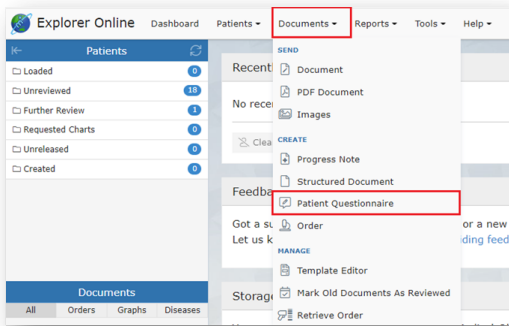 Explorer Online Dashboard Patients Documents Reports Tools Help
Patients
Loaded 0
Unreviewed 18
Further Review 1
Requested Charts 0
Unreleased 0
Created 0
Documents
All Orders Graphs Diseases
SEND
Document
PDF Document
Images
CREATE
Progress Note
Structured Document
Patient Questionnaire
Order
MANAGE
Template Editor
Mark Old Documents As Reviewed
Retrieve Order
Recent
No rece
Clea
Feedba
Got a su
or a new
Let us k
ding feed
Storag